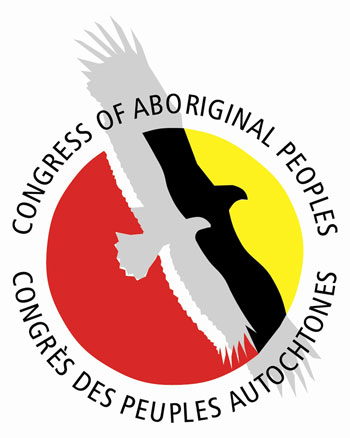 CONGRESS OF ABORIGINAL PEOPLES
CONGRÈS DES PEUPLES AUTOCHTONES